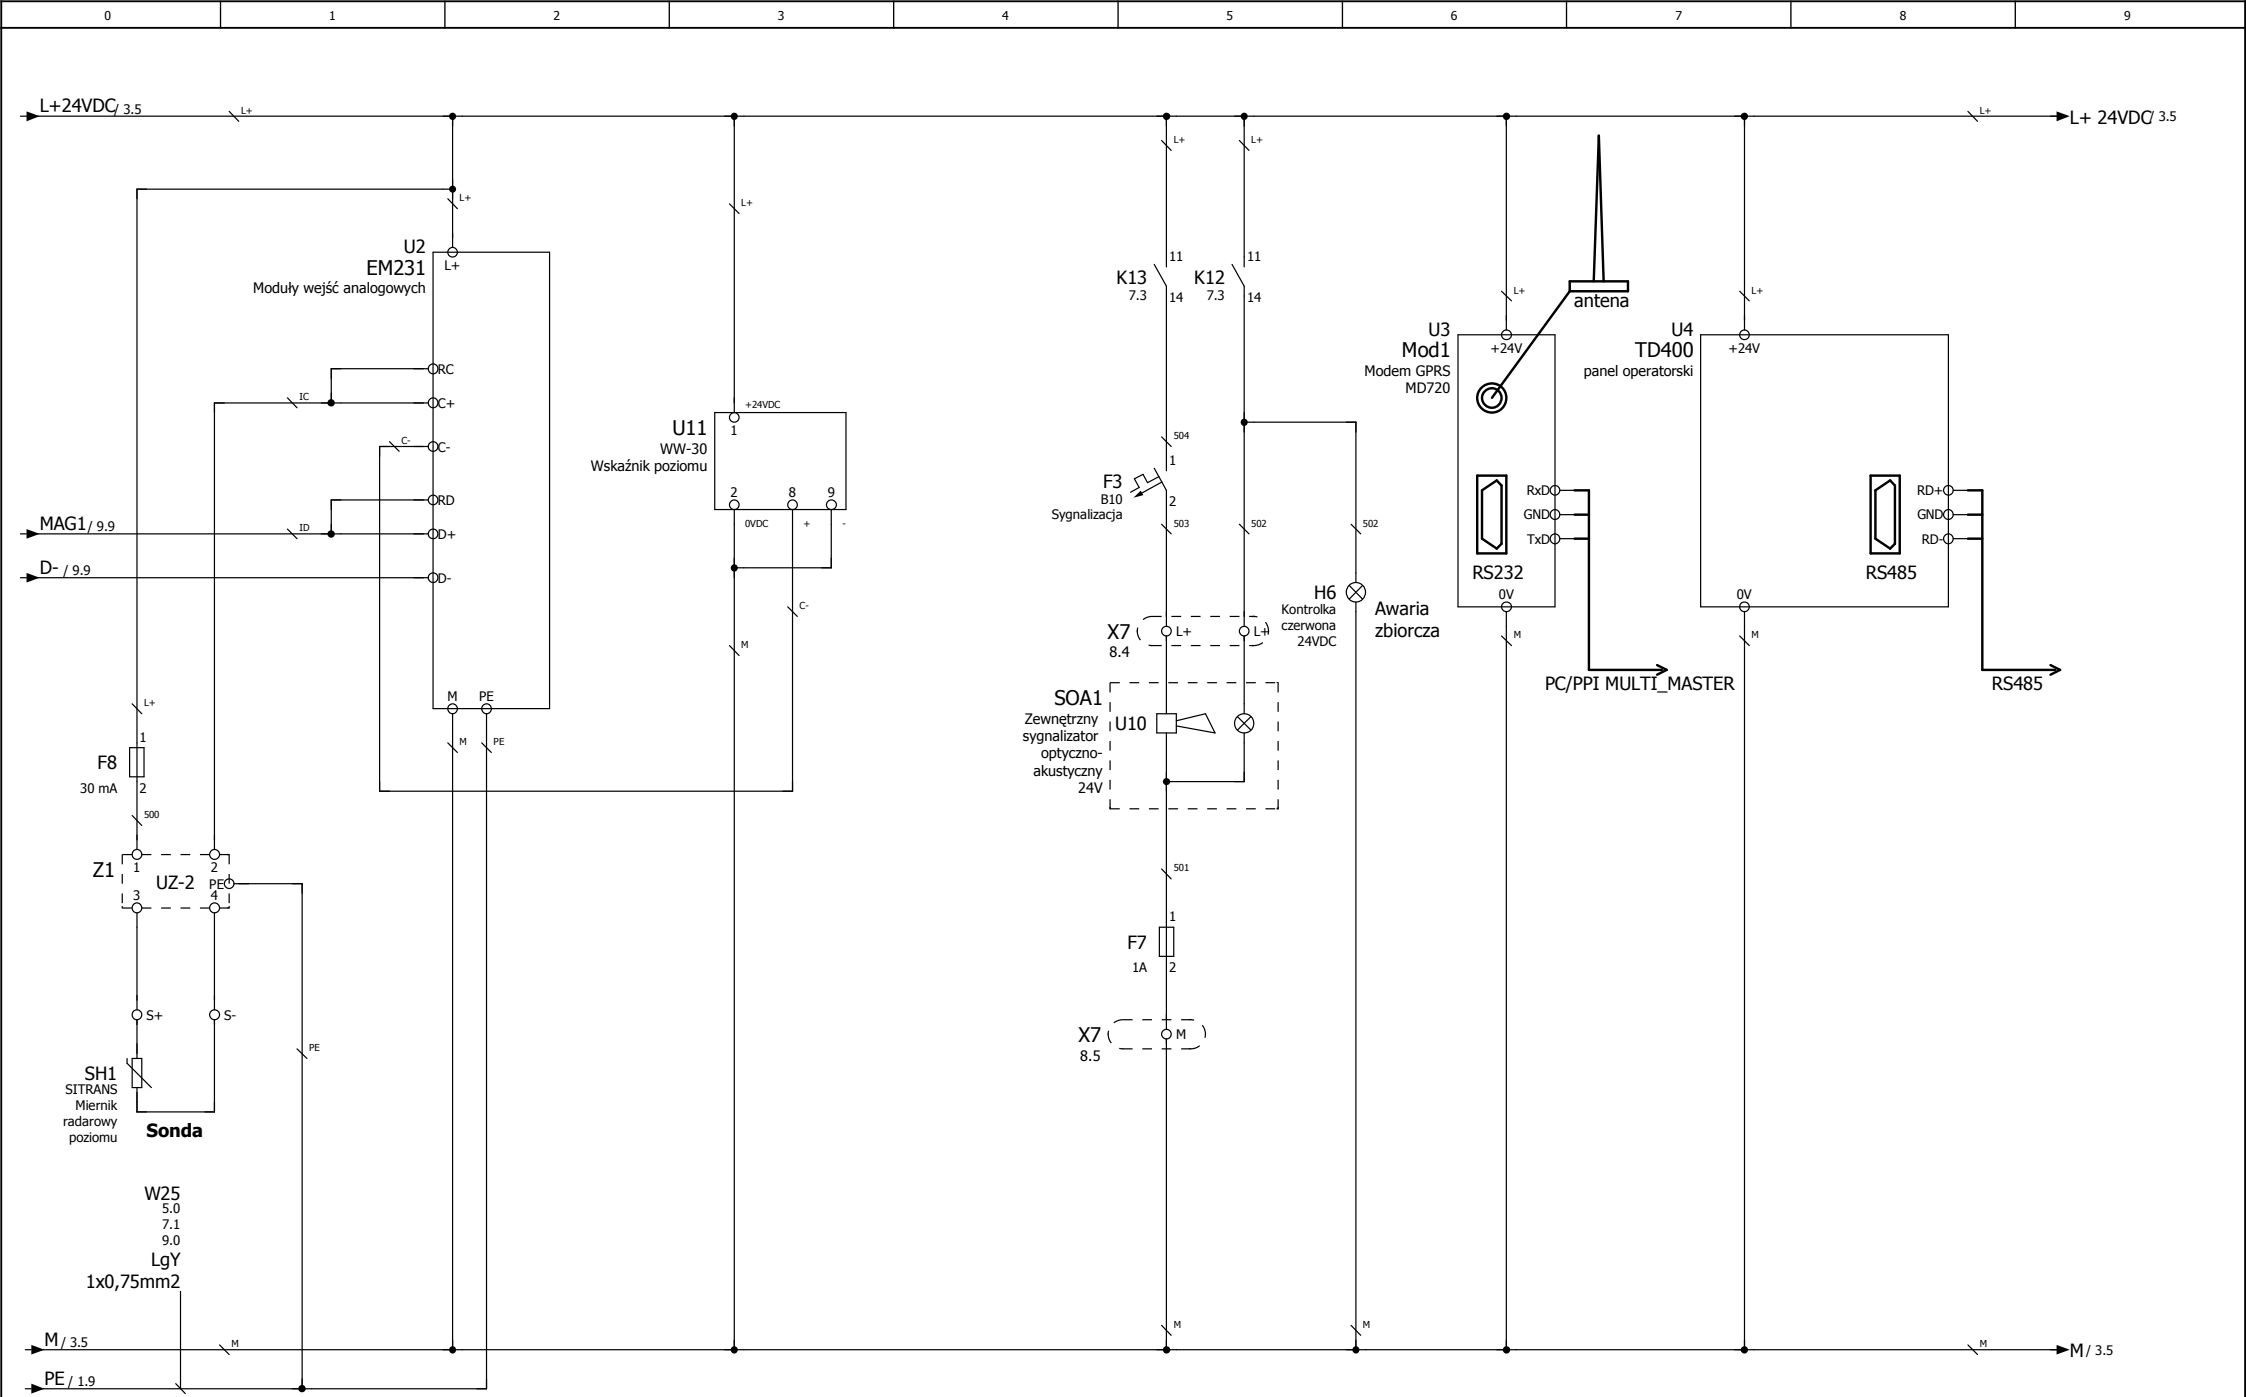 0 1 2 3 4 5 6 7 8 9
L+24VDC / 3.5
L+
L+
L+ 24VDC / 3.5
L+
L+
L+
L+
U2
EM231
Moduły wejść analogowych
L+
RC
C+
C-
RD
D+
D-
M PE
IC
C-
ID
MAG1 / 9.9
D- / 9.9
M
PE
L+
F8
30 mA
1
2
500
Z1
UZ-2
1
2
3
4
PE
S+
S-
SH1
SITRANS
Miernik
radarowy
poziomu
Sonda
PE
W25
5.0
7.1
9.0
LgY
1x0,75mm2
U11
WW-30
Wskaźnik poziomu
+24VDC
1
2 8 9
0VDC + -
C-
M
K13
7.3
11
14
K12
7.3
11
14
504
F3
B10
Sygnalizacja
1
2
503
502
502
X7
8.4
L+
L+
H6
Kontrolka
czerwona
24VDC
Awaria
zbiorcza
SOA1
Zewnętrzny
sygnalizator
optyczno-
akustyczny
24V
U10
501
F7
1A
1
2
X7
8.5
M
M
M
antena
L+
U3
Mod1
Modem GPRS
MD720
+24V
RxD
GND
TxD
RS232
0V
M
PC/PPI MULTI_MASTER
L+
U4
TD400
panel operatorski
+24V
RD+
GND
RD-
RS485
0V
M
RS485
M / 3.5
M
M
M / 3.5
PE / 1.9